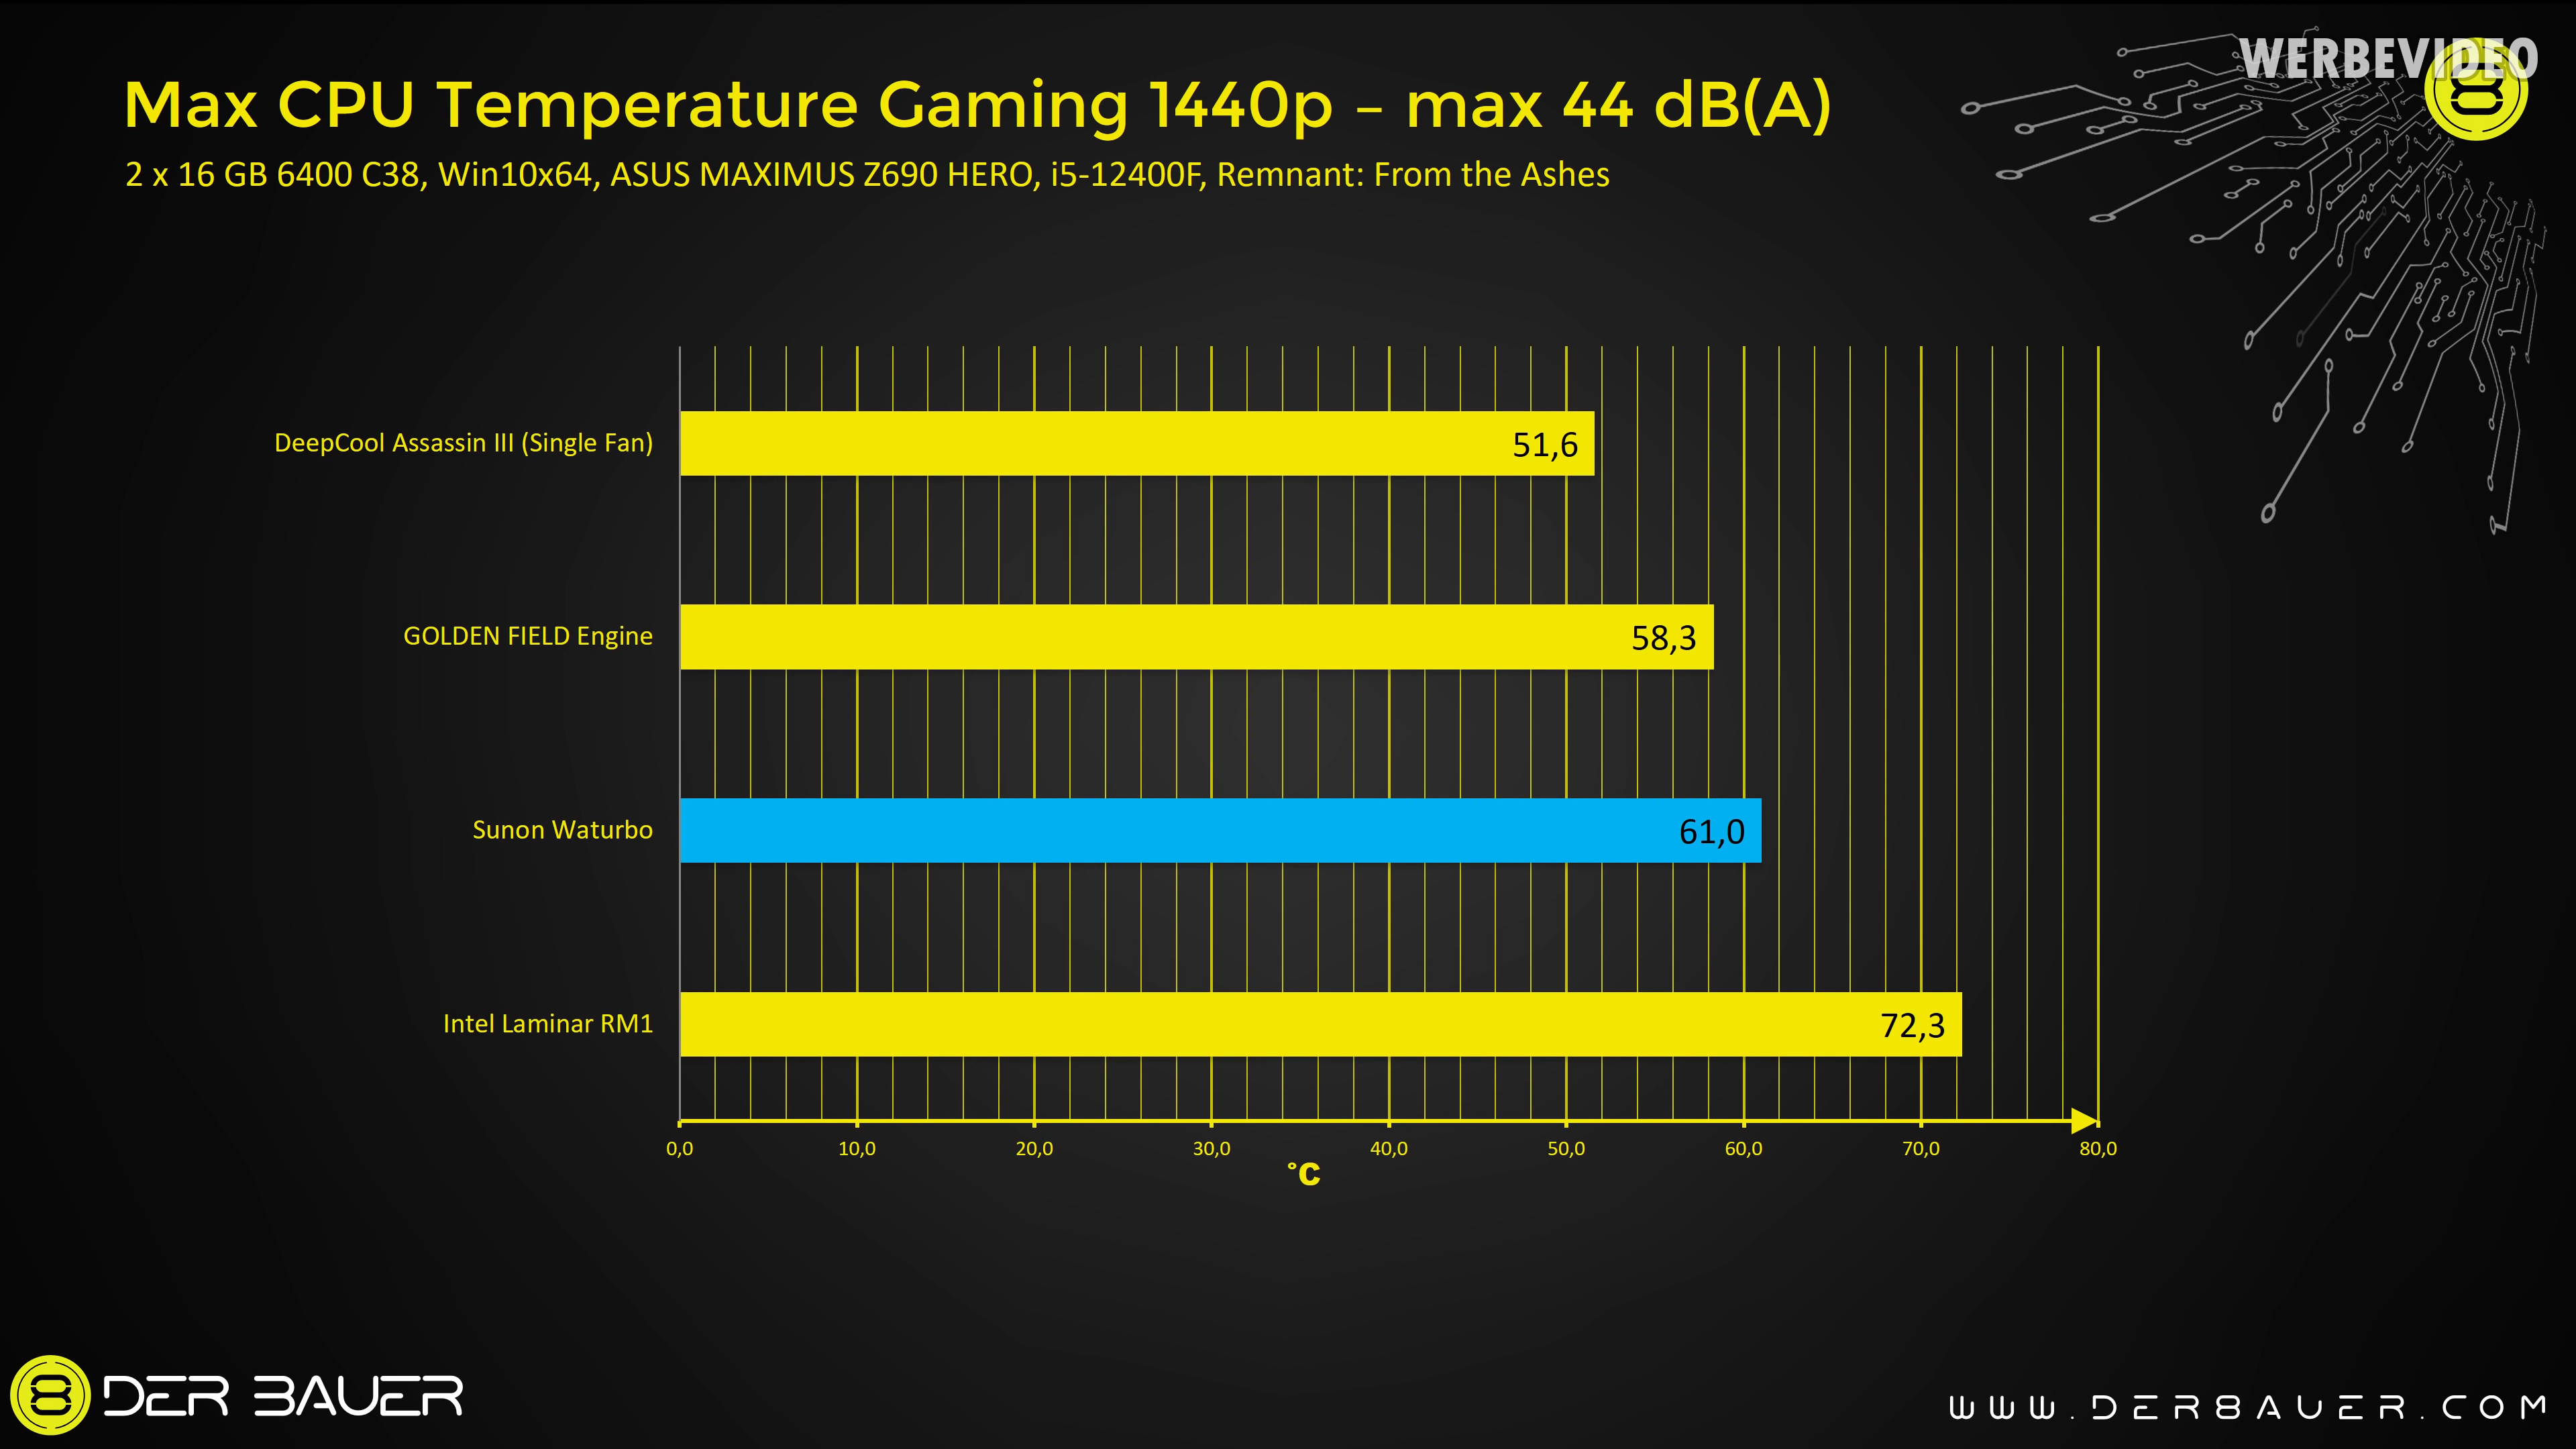 WERBEVIDEO
Max CPU Temperature Gaming 1440p – max 44 dB(A)
2 x 16 GB 6400 C38, Win10x64, ASUS MAXIMUS Z690 HERO, i5-12400F, Remnant: From the Ashes
DeepCool Assassin III (Single Fan)
51,6
GOLDEN FIELD Engine
58,3
Sunon Waturbo
61,0
Intel Laminar RM1
72,3
0,0 10,0 20,0 30,0 40,0 50,0 60,0 70,0 80,0
°C
8 DER BAUER
WWW.DER8AUER.COM